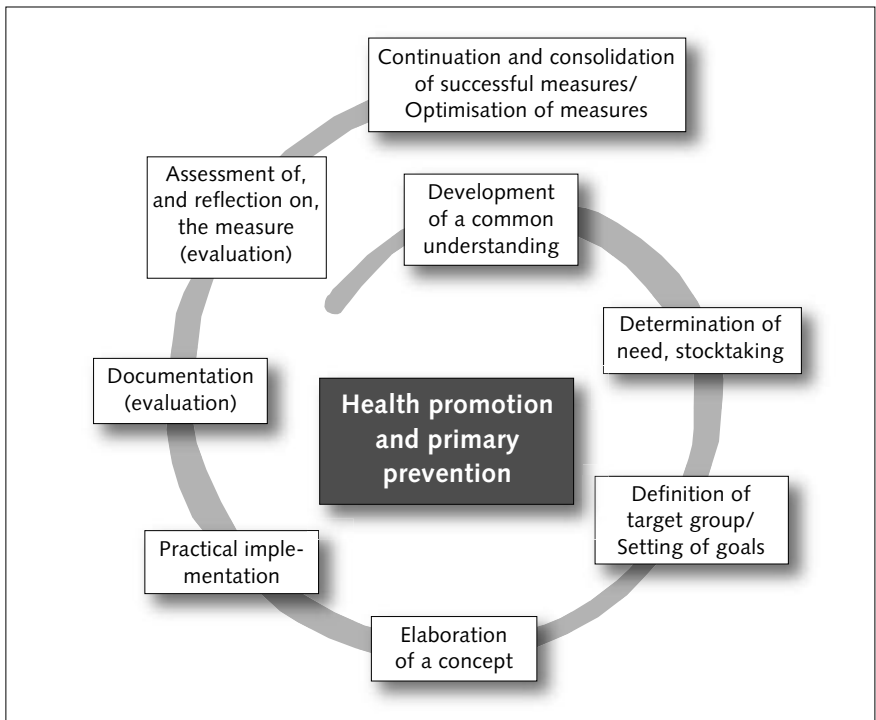 Continuation and consolidation
of successful measures/
Optimisation of measures
Assessment of,
and reflection on,
the measure
(evaluation)
Development
of a common
understanding
Determination of
need, stocktaking
Documentation
(evaluation)
Health promotion
and primary
prevention
Definition of
target group/
Setting of goals
Practical imple-
mentation
Elaboration
of a concept